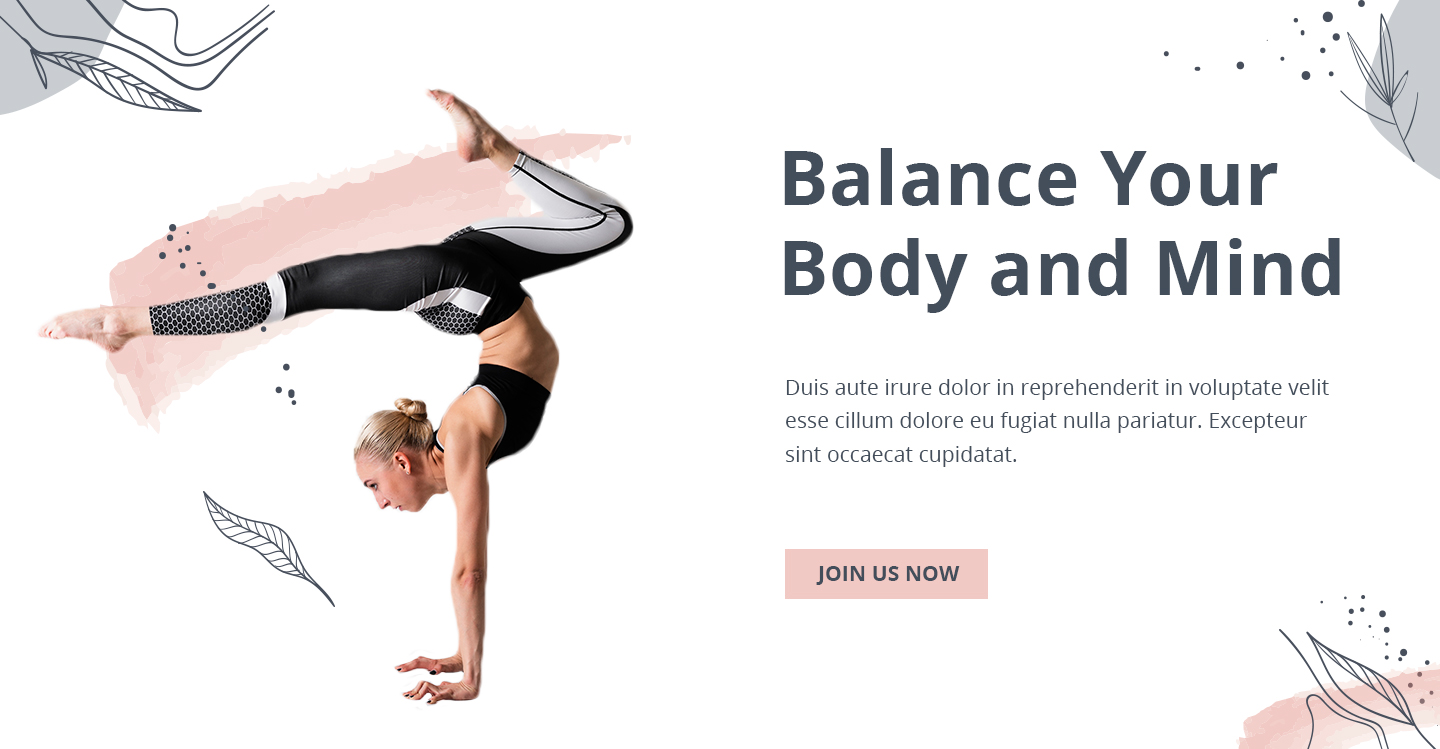 Balance Your
Body and Mind
Duis aute irure dolor in reprehenderit in voluptate velit
esse cillum dolore eu fugiat nulla pariatur. Excepteur
sint occaecat cupidatat.
JOIN US NOW